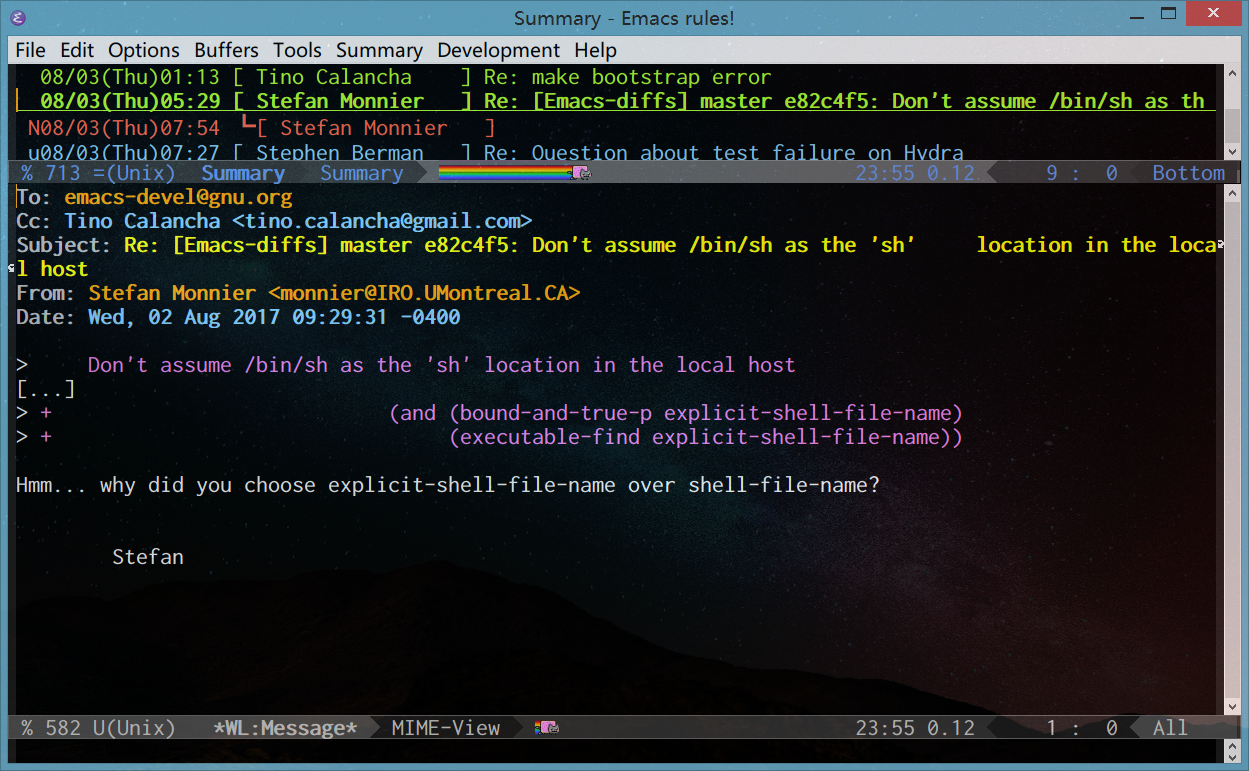 Summary - Emacs rules!
File Edit Options Buffers Tools Summary Development Help
08/03(Thu)01:13 [ Tino Calancha    ] Re: make bootstrap error
08/03(Thu)05:29 [ Stefan Monnier   ] Re: [Emacs-diffs] master e82c4f5: Don't assume /bin/sh as th
N08/03(Thu)07:54 ┗[ Stefan Monnier   ]
u08/03(Thu)07:27 [ Stephen Berman   ] Re: Question about test failure on Hydra
% 713 =(Unix)  Summary   Summary   23:55 0.12   9 :  0   Bottom
To: emacs-devel@gnu.org
Cc: Tino Calancha <tino.calancha@gmail.com>
Subject: Re: [Emacs-diffs] master e82c4f5: Don't assume /bin/sh as the 'sh'     location in the loca
l host
From: Stefan Monnier <monnier@IRO.UMontreal.CA>
Date: Wed, 02 Aug 2017 09:29:31 -0400
>     Don't assume /bin/sh as the 'sh' location in the local host
[...]
> +                            (and (bound-and-true-p explicit-shell-file-name)
> +                                 (executable-find explicit-shell-file-name))
Hmm... why did you choose explicit-shell-file-name over shell-file-name?
        Stefan
% 582 U(Unix)   *WL:Message*   MIME-View   23:55 0.12   1 :  0   All